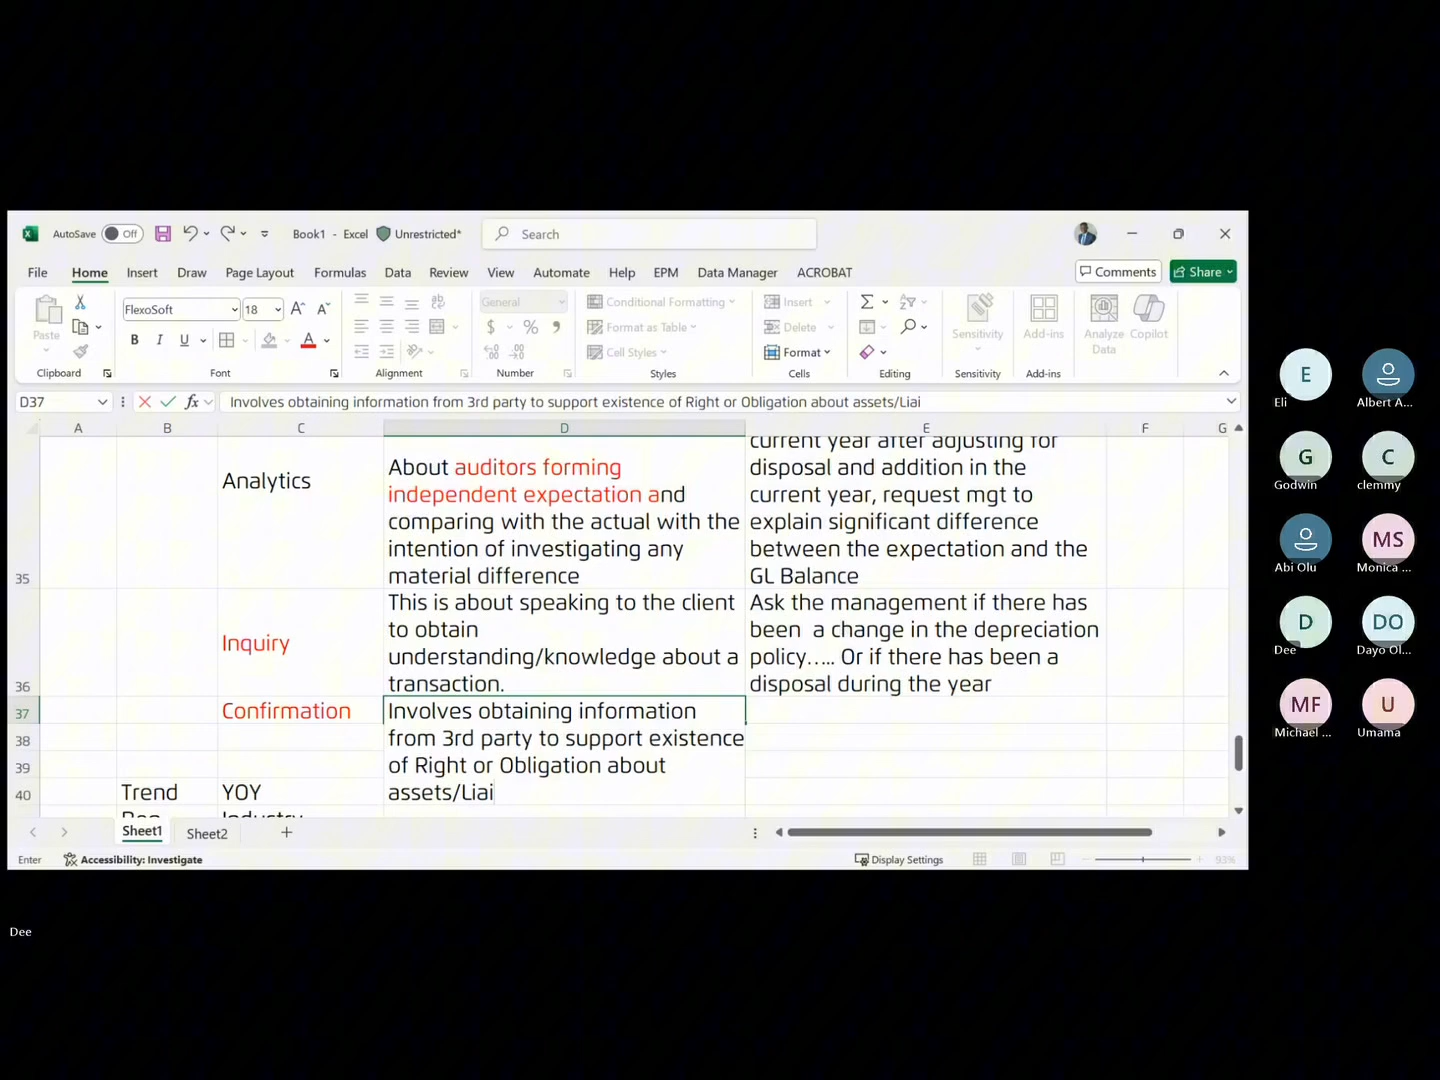 AutoSave Off Book1 - Excel Unrestricted* Search
File Home Insert Draw Page Layout Formulas Data Review View Automate Help EPM Data Manager ACROBAT Comments Share
FlexoSoft 18 General Conditional Formatting Insert
Paste Format as Table Delete Sensitivity Add-ins Analyze Data Copilot
B I U Cell Styles Format
Clipboard Font Alignment Number Styles Cells Editing Sensitivity Add-ins
D37 fx Involves obtaining information from 3rd party to support existence of Right or Obligation about assets/Liai
A B C D E F G
current year after adjusting for
disposal and addition in the
current year, request mgt to
explain significant difference
between the expectation and the
GL Balance
35
Analytics
About auditors forming
independent expectation and
comparing with the actual with the
intention of investigating any
material difference
36
Inquiry
This is about speaking to the client
to obtain
understanding/knowledge about a
transaction.
Ask the management if there has
been a change in the depreciation
policy..... Or if there has been a
disposal during the year
37 Confirmation Involves obtaining information
38 from 3rd party to support existence
39 of Right or Obligation about
40 Trend YOY assets/Liai
Industry
Sheet1 Sheet2
Enter Accessibility: Investigate Display Settings 93%
E
Eli
Albert A...
G
Godwin
C
clemmy
Abi Olu
MS
Monica ...
D
Dee
DO
Dayo Ol...
MF
Michael ...
U
Umama
Dee